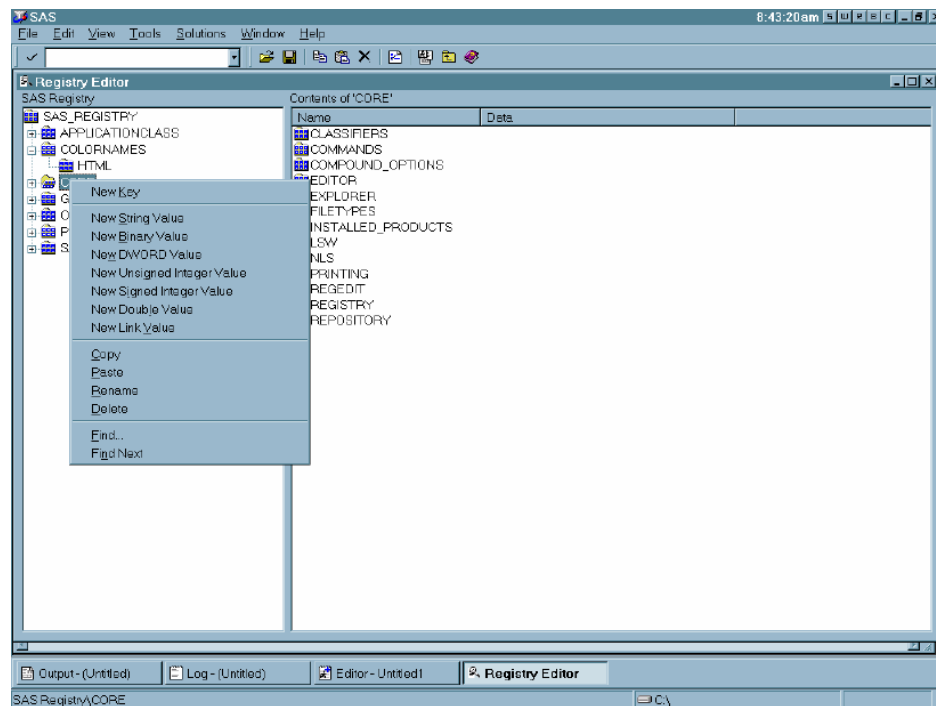 SAS 8:43:20am
File Edit View Tools Solutions Window Help
Registry Editor
SAS Registry Contents of 'CORE'
SAS_REGISTRY
APPLICATIONCLASS
COLORNAMES
HTML
G
O
P
S
New Key
New String Value
New Binary Value
New DWORD Value
New Unsigned Integer Value
New Signed Integer Value
New Double Value
New Link Value
Copy
Paste
Rename
Delete
Find...
Find Next
Name Data
CLASSIFIERS
COMMANDS
COMPOUND_OPTIONS
EDITOR
EXPLORER
FILETYPES
INSTALLED_PRODUCTS
LSW
NLS
PRINTING
REGEDIT
REGISTRY
REPOSITORY
Output - (Untitled) Log - (Untitled) Editor - Untitled1 Registry Editor
SAS Registry\CORE C:\